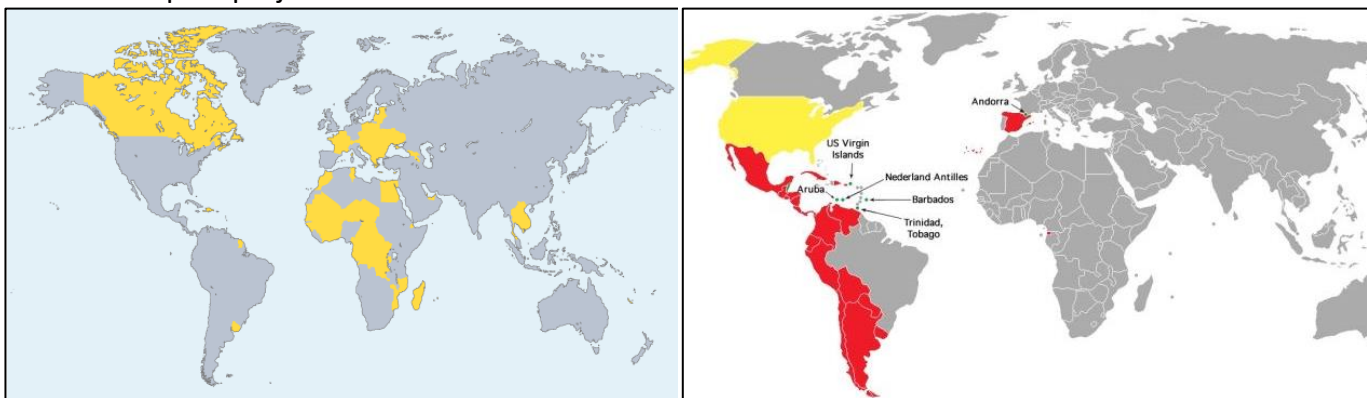 Andorra
US Virgin
Islands
Nederland Antilles
Aruba
Barbados
Trinidad,
Tobago